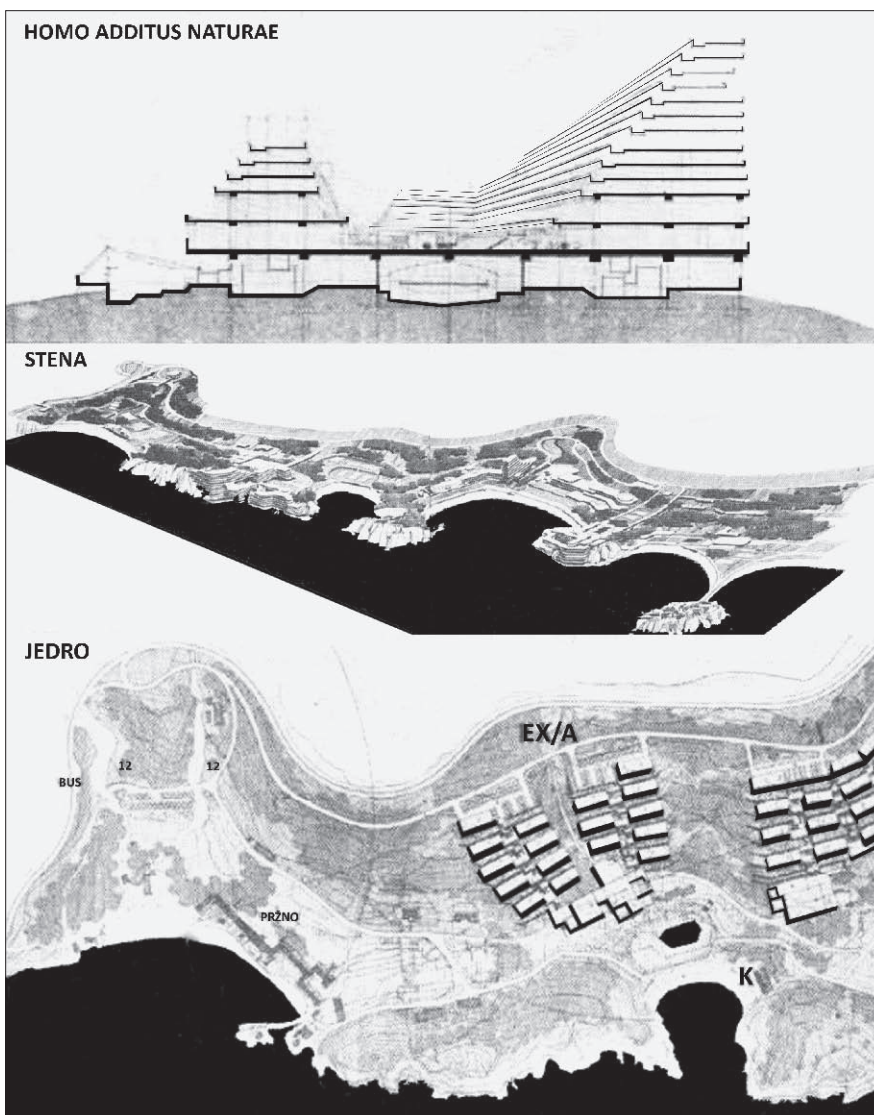 HOMO ADDITUS NATURAE
STENA
JEDRO
EX/A
BUS
12
12
PRŽNO
K